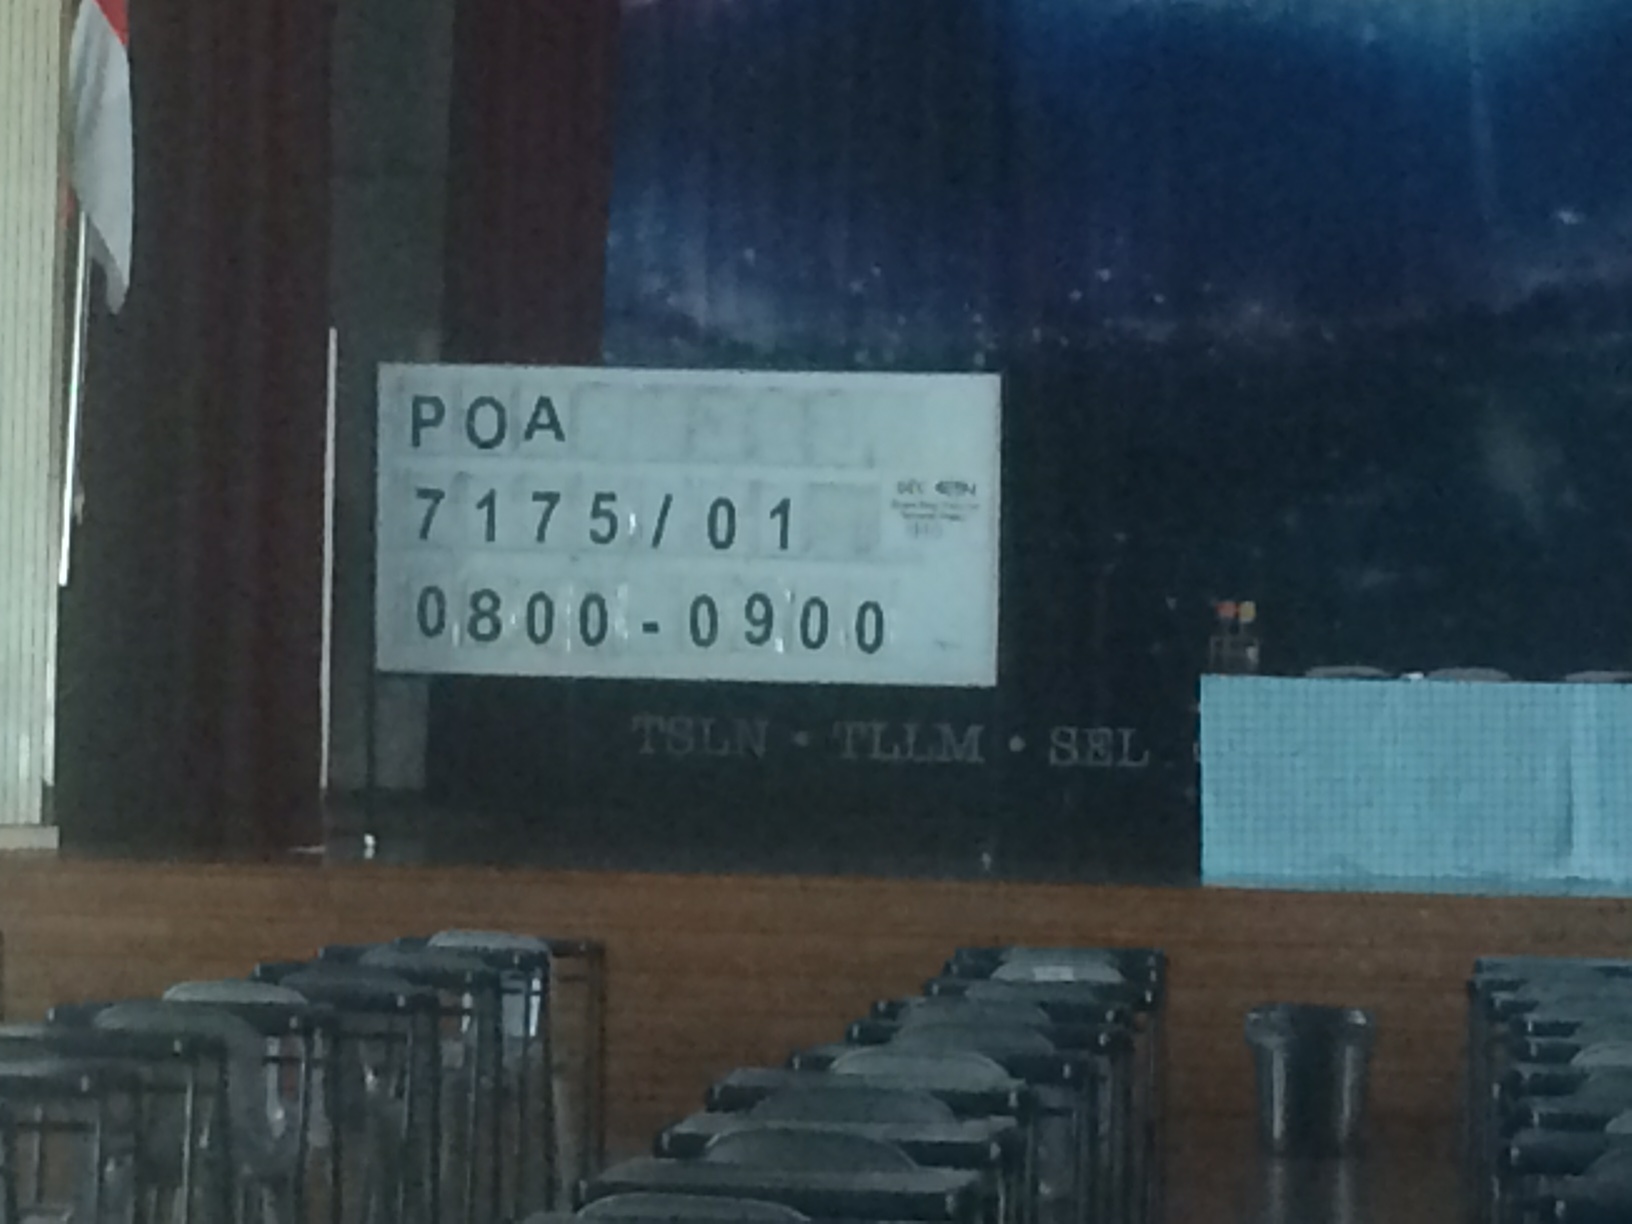 POA
7175/01
0800-0900
TSLN • TLLM • SEL